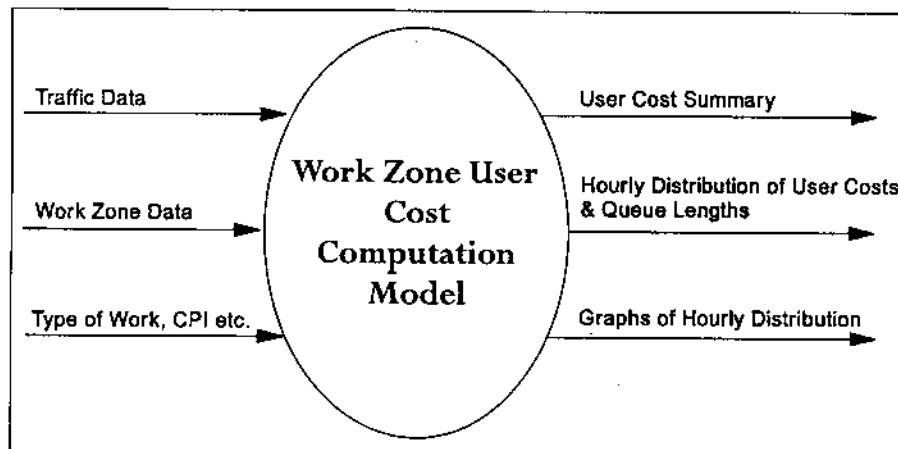 Traffic Data
Work Zone Data
Type of Work, CPI etc.
Work Zone User
Cost
Computation
Model
User Cost Summary
Hourly Distribution of User Costs
& Queue Lengths
Graphs of Hourly Distribution